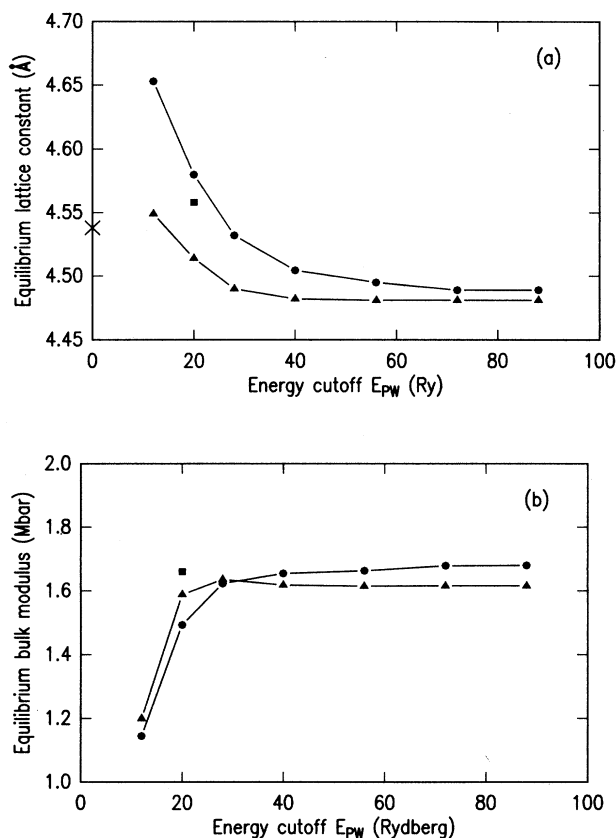 4.70
(a)
4.65
4.60
4.55
4.50
4.45
Equilibrium lattice constant (Å)
0 20 40 60 80 100
Energy cutoff EPW (Ry)
2.0
(b)
1.8
1.6
1.4
1.2
1.0
Equilibrium bulk modulus (Mbar)
0 20 40 60 80 100
Energy cutoff EPW (Rydberg)